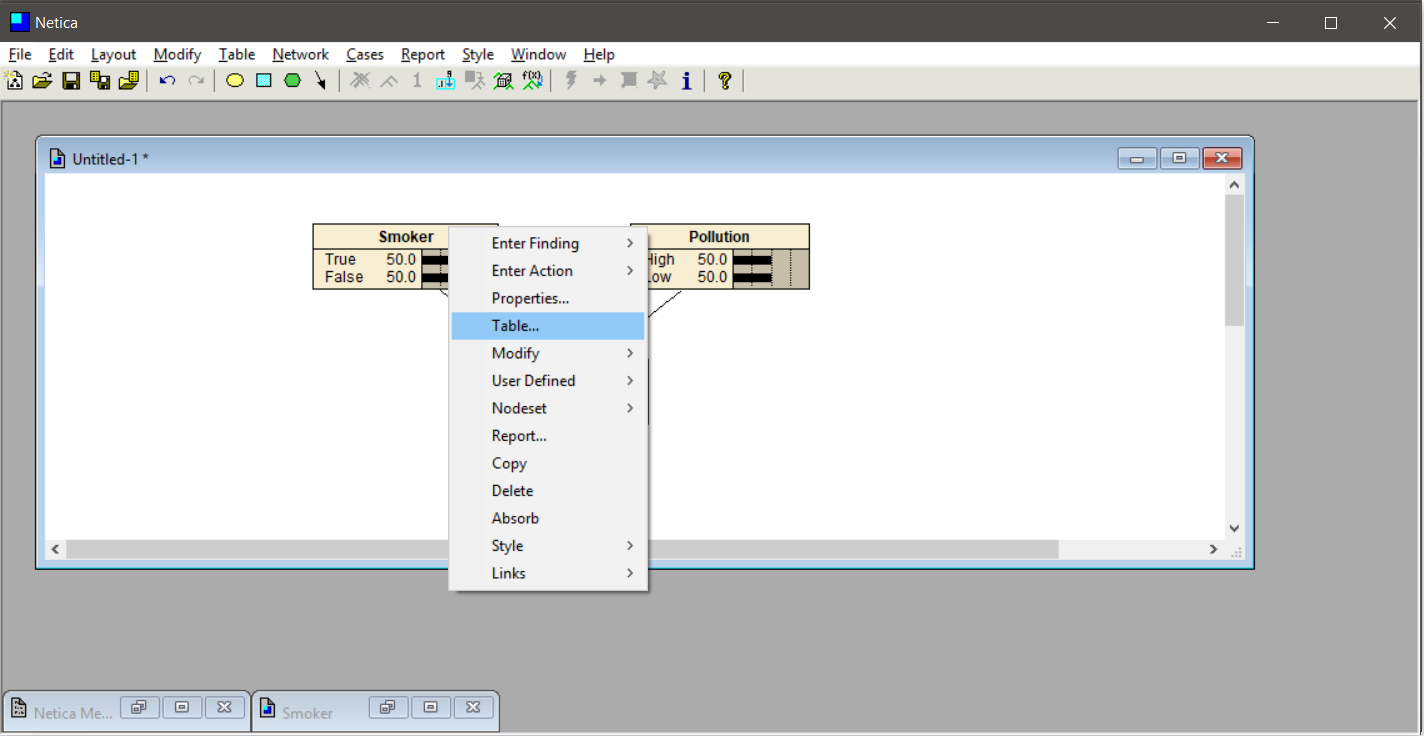 Netica
File Edit Layout Modify Table Network Cases Report Style Window Help
1 f(x) i ?
Untitled-1 *
Smoker
True 50.0
False 50.0
Pollution
High 50.0
Low 50.0
Enter Finding
Enter Action
Properties...
Table...
Modify
User Defined
Nodeset
Report...
Copy
Delete
Absorb
Style
Links
Netica Me...
Smoker